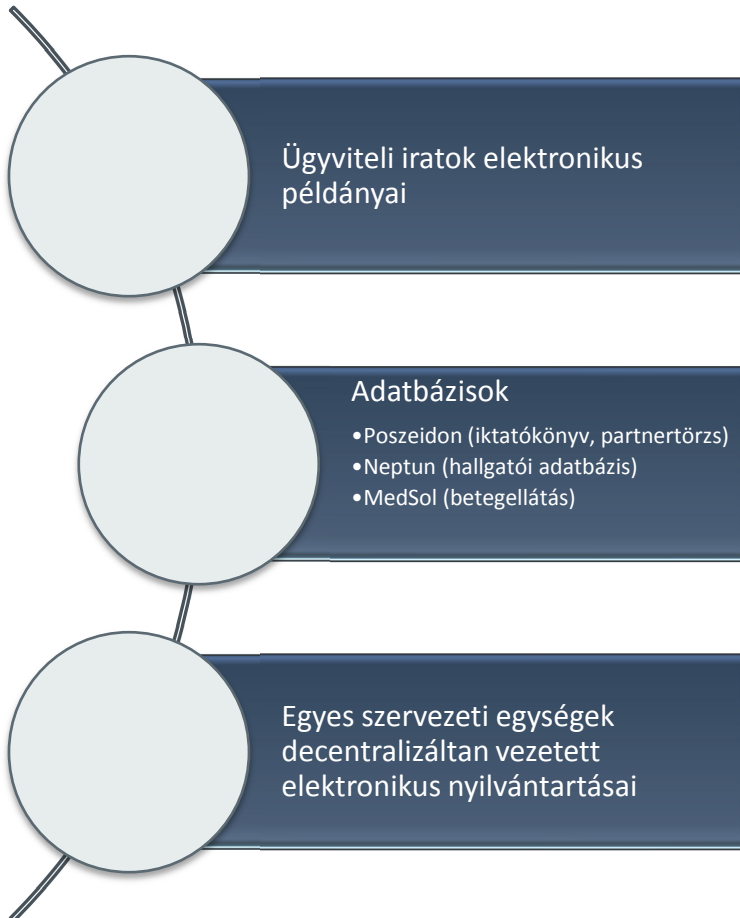 Ügyviteli iratok elektronikus
példányai
Adatbázisok
•Poszeidon (iktatókönyv, partnertörzs)
•Neptun (hallgatói adatbázis)
•MedSol (betegellátás)
Egyes szervezeti egységek
decentralizáltan vezetett
elektronikus nyilvántartásai